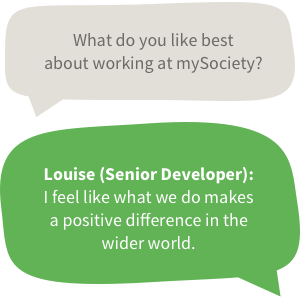 What do you like best
about working at mySociety?
Louise (Senior Developer):
I feel like what we do makes
a positive difference in the
wider world.